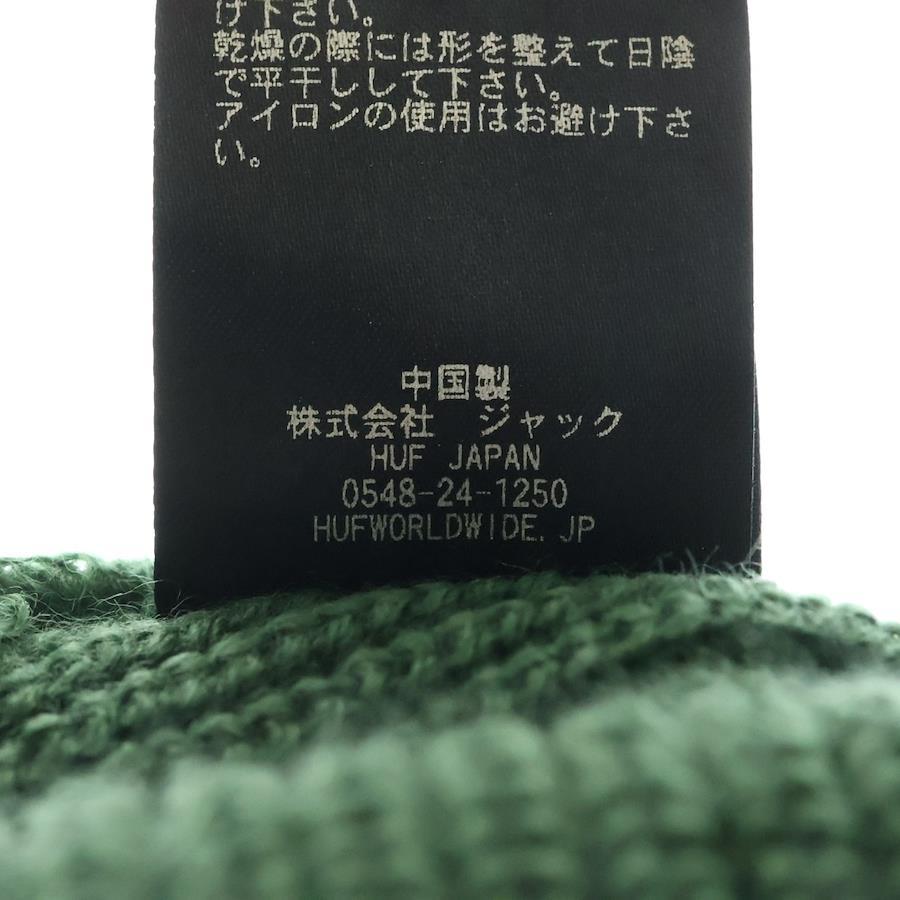 け下さい。
乾燥の際には形を整えて日陰
で平干しして下さい。
アイロンの使用はお避け下さ
い。
中国製
株式会社　ジャック
HUF JAPAN
0548-24-1250
HUFWORLDWIDE.JP